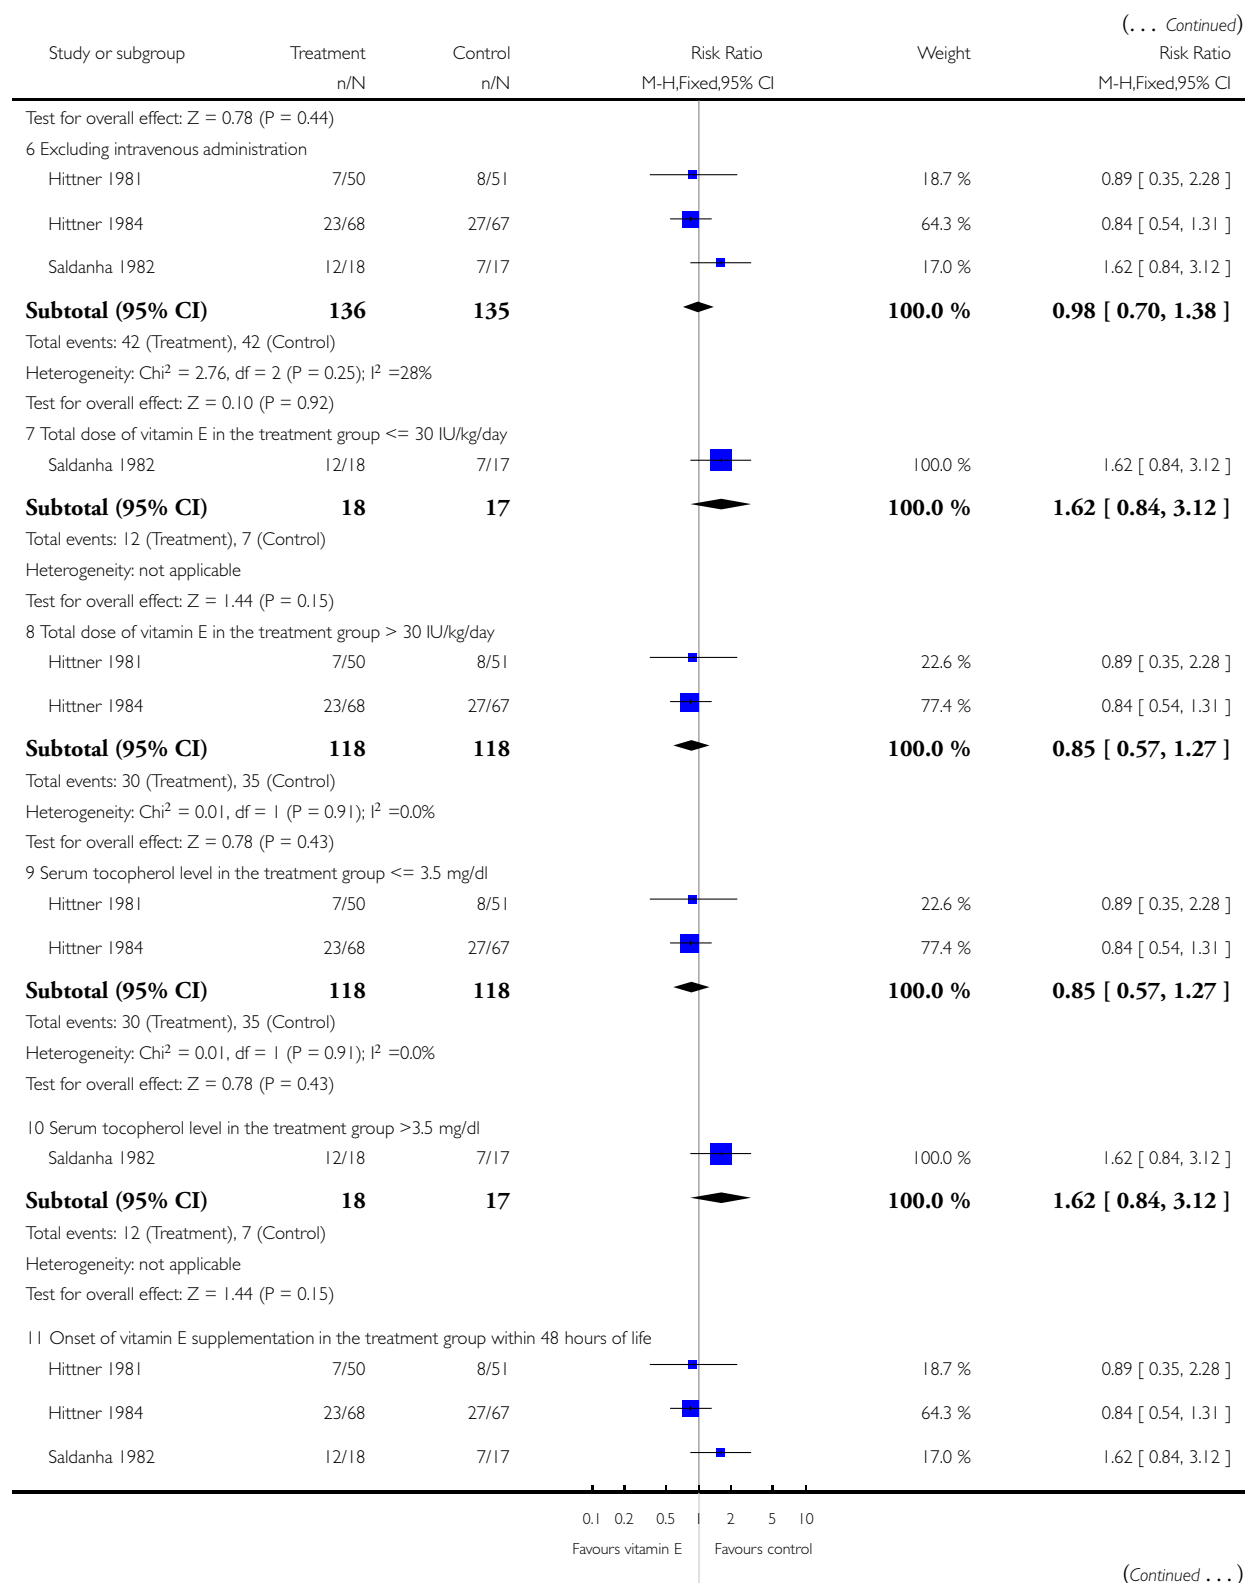 (... Continued)
Study or subgroup Treatment Control Risk Ratio Weight Risk Ratio
n/N n/N M-H,Fixed,95% CI M-H,Fixed,95% CI
Test for overall effect: Z = 0.78 (P = 0.44)
6 Excluding intravenous administration
Hittner 1981 7/50 8/51 18.7 % 0.89 [ 0.35, 2.28 ]
Hittner 1984 23/68 27/67 64.3 % 0.84 [ 0.54, 1.31 ]
Saldanha 1982 12/18 7/17 17.0 % 1.62 [ 0.84, 3.12 ]
Subtotal (95% CI) 136 135 100.0 % 0.98 [ 0.70, 1.38 ]
Total events: 42 (Treatment), 42 (Control)
Heterogeneity: Chi² = 2.76, df = 2 (P = 0.25); I² =28%
Test for overall effect: Z = 0.10 (P = 0.92)
7 Total dose of vitamin E in the treatment group <= 30 IU/kg/day
Saldanha 1982 12/18 7/17 100.0 % 1.62 [ 0.84, 3.12 ]
Subtotal (95% CI) 18 17 100.0 % 1.62 [ 0.84, 3.12 ]
Total events: 12 (Treatment), 7 (Control)
Heterogeneity: not applicable
Test for overall effect: Z = 1.44 (P = 0.15)
8 Total dose of vitamin E in the treatment group > 30 IU/kg/day
Hittner 1981 7/50 8/51 22.6 % 0.89 [ 0.35, 2.28 ]
Hittner 1984 23/68 27/67 77.4 % 0.84 [ 0.54, 1.31 ]
Subtotal (95% CI) 118 118 100.0 % 0.85 [ 0.57, 1.27 ]
Total events: 30 (Treatment), 35 (Control)
Heterogeneity: Chi² = 0.01, df = 1 (P = 0.91); I² =0.0%
Test for overall effect: Z = 0.78 (P = 0.43)
9 Serum tocopherol level in the treatment group <= 3.5 mg/dl
Hittner 1981 7/50 8/51 22.6 % 0.89 [ 0.35, 2.28 ]
Hittner 1984 23/68 27/67 77.4 % 0.84 [ 0.54, 1.31 ]
Subtotal (95% CI) 118 118 100.0 % 0.85 [ 0.57, 1.27 ]
Total events: 30 (Treatment), 35 (Control)
Heterogeneity: Chi² = 0.01, df = 1 (P = 0.91); I² =0.0%
Test for overall effect: Z = 0.78 (P = 0.43)
10 Serum tocopherol level in the treatment group >3.5 mg/dl
Saldanha 1982 12/18 7/17 100.0 % 1.62 [ 0.84, 3.12 ]
Subtotal (95% CI) 18 17 100.0 % 1.62 [ 0.84, 3.12 ]
Total events: 12 (Treatment), 7 (Control)
Heterogeneity: not applicable
Test for overall effect: Z = 1.44 (P = 0.15)
11 Onset of vitamin E supplementation in the treatment group within 48 hours of life
Hittner 1981 7/50 8/51 18.7 % 0.89 [ 0.35, 2.28 ]
Hittner 1984 23/68 27/67 64.3 % 0.84 [ 0.54, 1.31 ]
Saldanha 1982 12/18 7/17 17.0 % 1.62 [ 0.84, 3.12 ]
0.1 0.2 0.5 1 2 5 10
Favours vitamin E Favours control
(Continued ...)